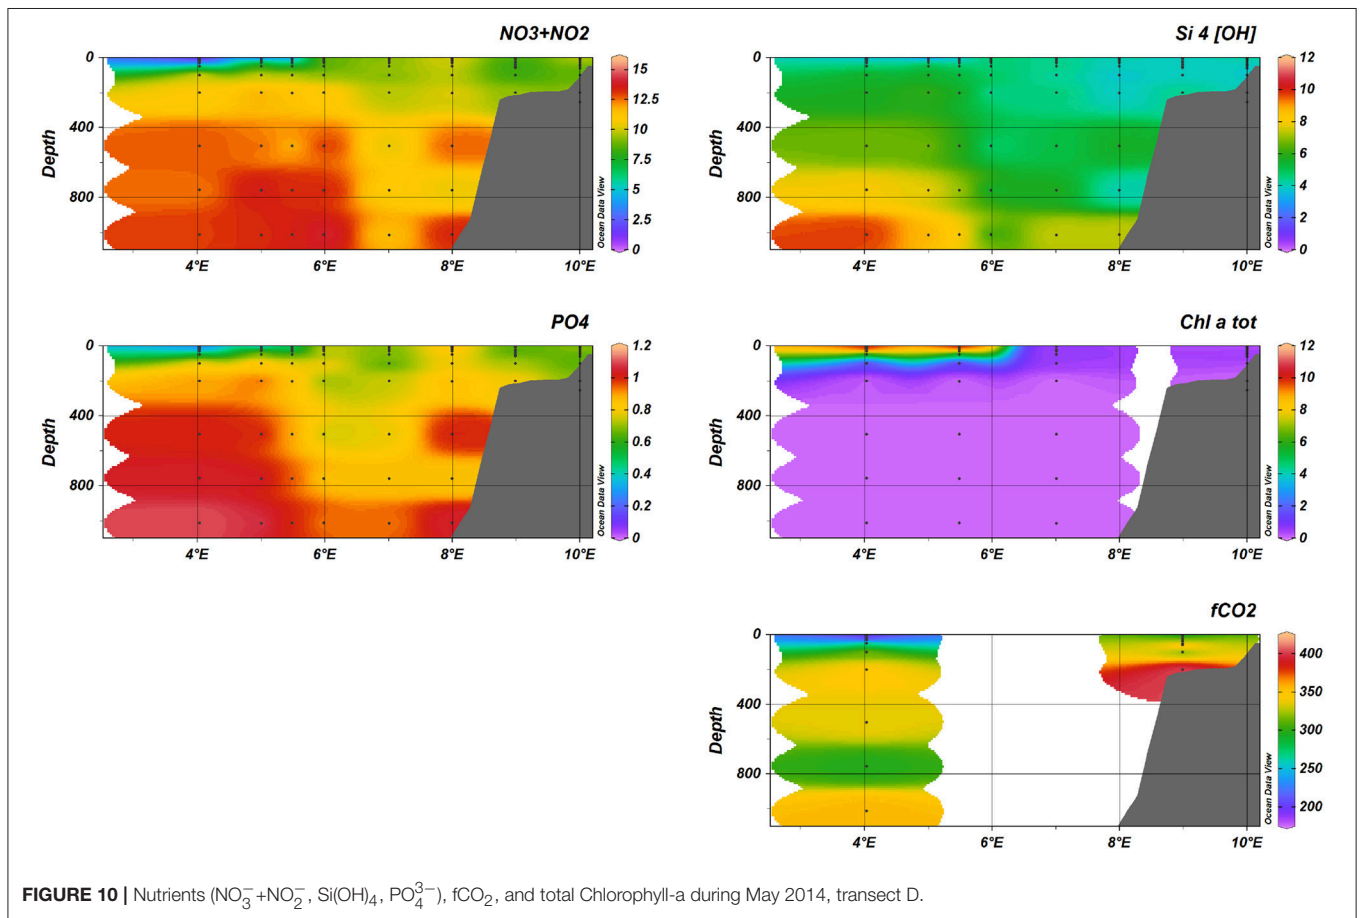 NO3+NO2
0
400
800
Depth
4°E
6°E
8°E
10°E
15
12.5
10
7.5
5
2.5
0
Ocean Data View
Si 4 [OH]
0
400
800
Depth
4°E
6°E
8°E
10°E
12
10
8
6
4
2
0
Ocean Data View
PO4
0
400
800
Depth
4°E
6°E
8°E
10°E
1.2
1
0.8
0.6
0.4
0.2
0
Ocean Data View
Chl a tot
0
400
800
Depth
4°E
6°E
8°E
10°E
12
10
8
6
4
2
0
Ocean Data View
fCO2
0
400
800
Depth
4°E
6°E
8°E
10°E
400
350
300
250
200
Ocean Data View
FIGURE 10 | Nutrients (NO₃⁻+NO₂⁻, Si(OH)₄, PO₄³⁻), fCO₂, and total Chlorophyll-a during May 2014, transect D.